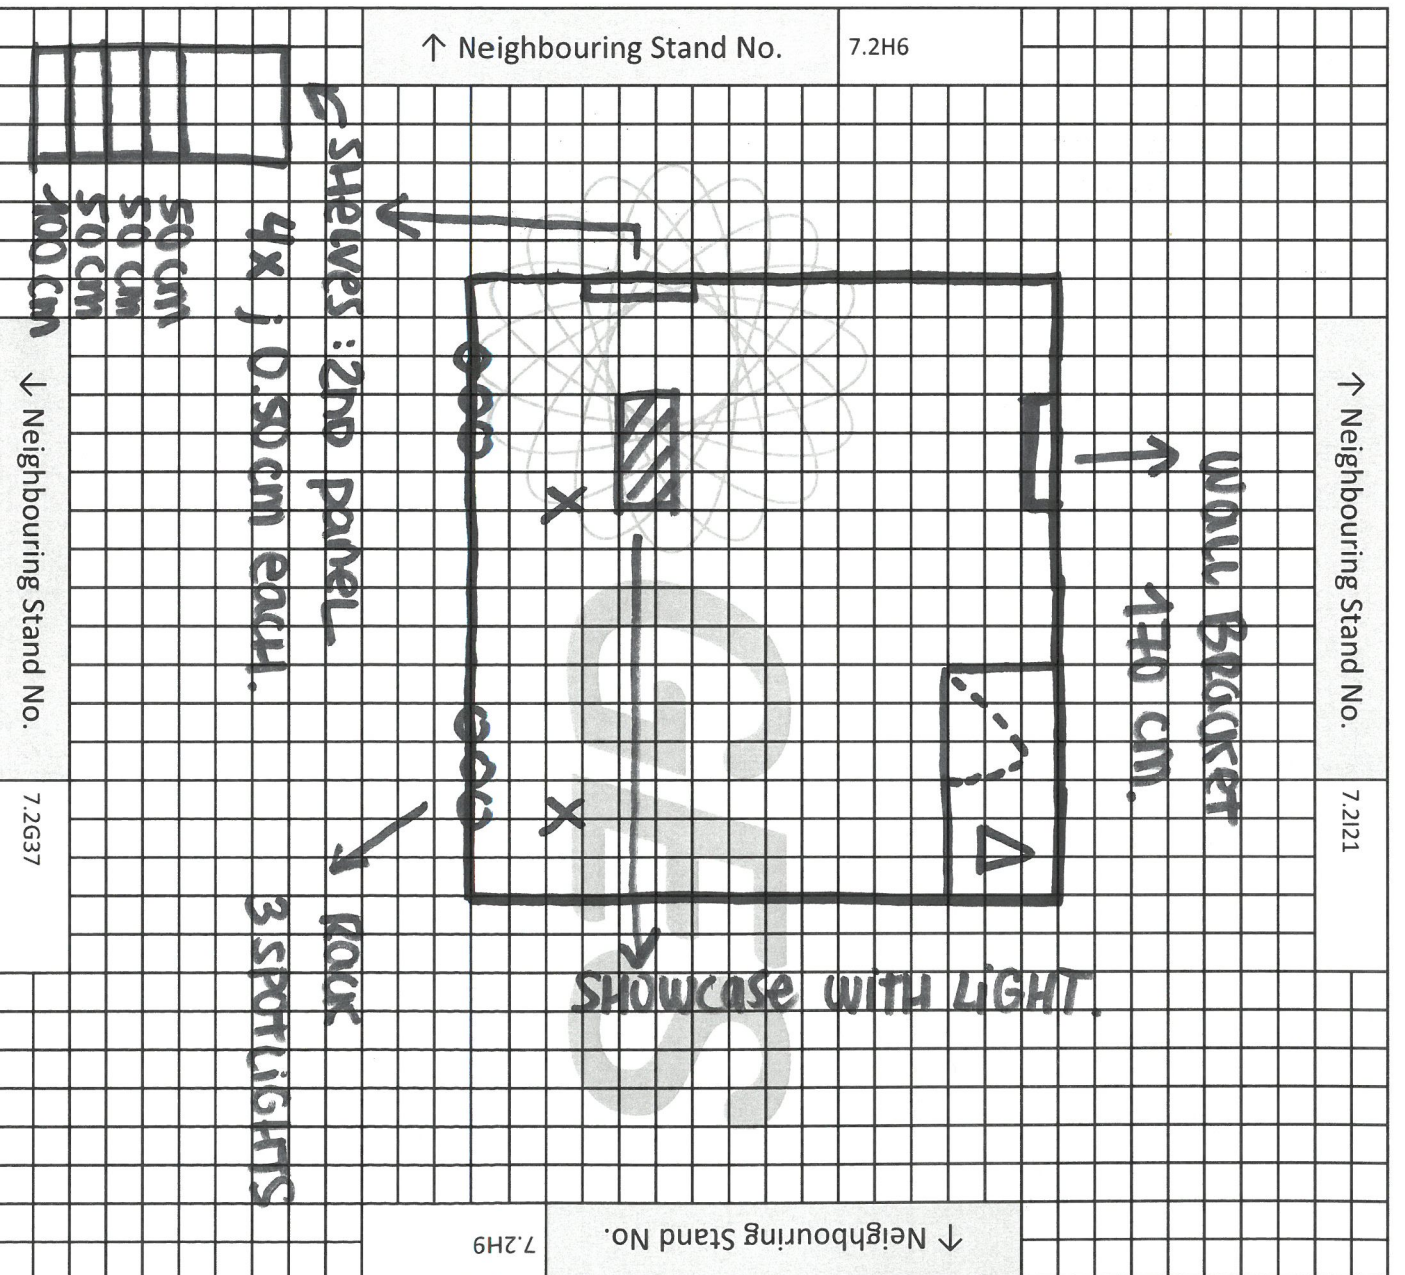 ↑ Neighbouring Stand No.
7.2H6
↑ Neighbouring Stand No.
7.2I21
Wall Bracket
170 cm.
← SHelves : 2nd panel
4x j 0.50 cm each.
50 cm
50 cm
50 cm
100 cm
↓ Neighbouring Stand No.
7.2G37
X
X
Rack
3 SPOTLIGHTS
SHOWCASE WITH LIGHT.
GES
↑ Neighbouring Stand No.
7.2H9